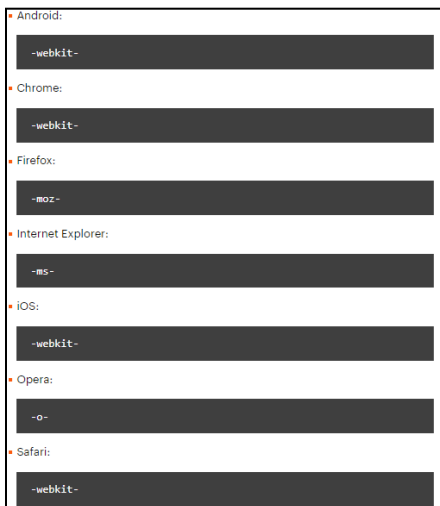 Android:
-webkit-
Chrome:
-webkit-
Firefox:
-moz-
Internet Explorer:
-ms-
iOS:
-webkit-
Opera:
-o-
Safari:
-webkit-